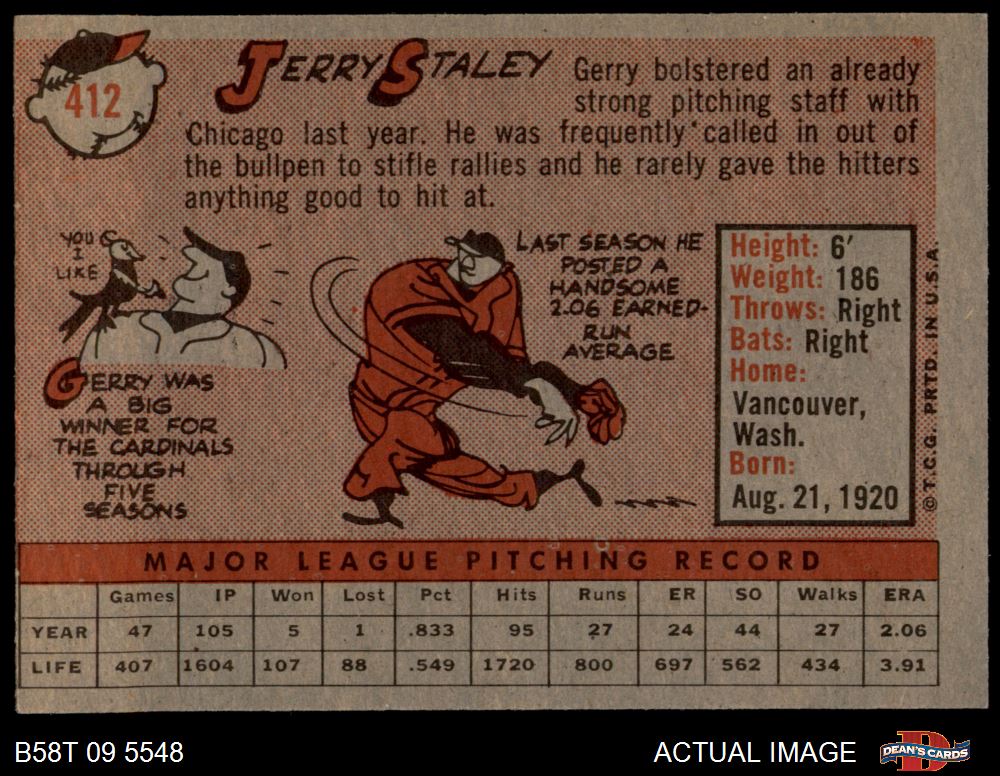 412
JERRY STALEY
Gerry bolstered an already
strong pitching staff with
Chicago last year. He was frequently called in out of
the bullpen to stifle rallies and he rarely gave the hitters
anything good to hit at.
YOU
I
LIKE
GERRY WAS
A BIG
WINNER FOR
THE CARDINALS
THROUGH
FIVE
SEASONS
LAST SEASON HE
POSTED A
HANDSOME
2.06 EARNED-
RUN
AVERAGE
Height: 6'
Weight: 186
Throws: Right
Bats: Right
Home:
Vancouver,
Wash.
Born:
Aug. 21, 1920
© T.C.G. PRTD. IN U.S.A.
MAJOR LEAGUE PITCHING RECORD
Games IP Won Lost Pct Hits Runs ER SO Walks ERA
YEAR 47 105 5 1 .833 95 27 24 44 27 2.06
LIFE 407 1604 107 88 .549 1720 800 697 562 434 3.91
B58T 09 5548
ACTUAL IMAGE
D
DEAN'S CARDS